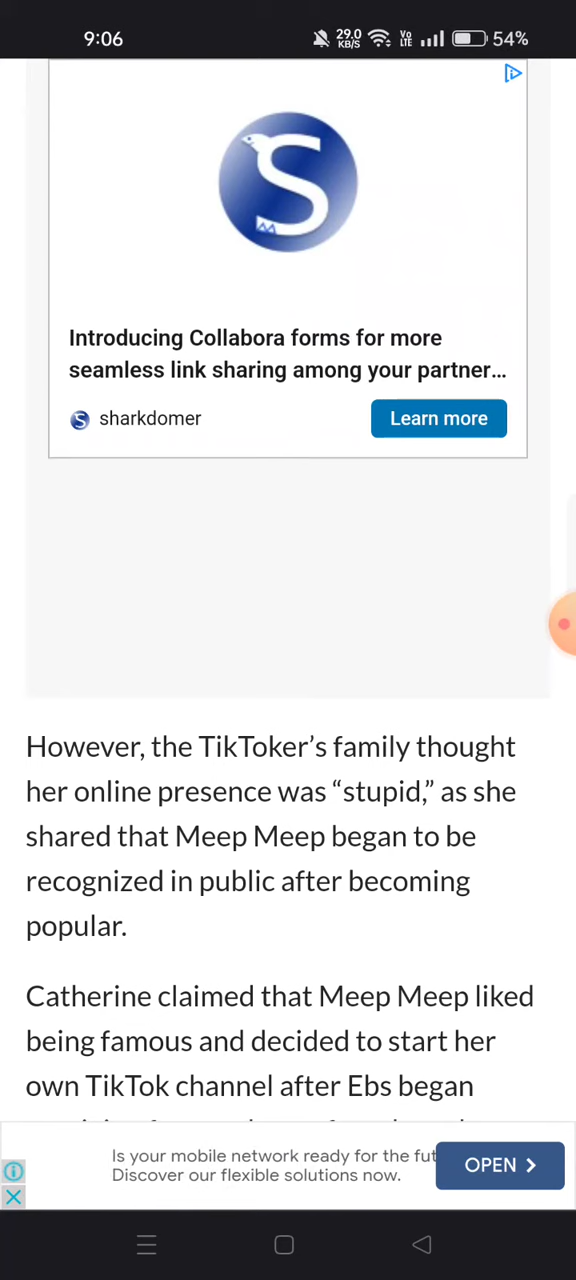 9:06
29.0 KB/S
Vo LTE
54%
S
Introducing Collabora forms for more
seamless link sharing among your partner...
sharkdomer
Learn more
However, the TikToker’s family thought
her online presence was “stupid,” as she
shared that Meep Meep began to be
recognized in public after becoming
popular.
Catherine claimed that Meep Meep liked
being famous and decided to start her
own TikTok channel after Ebs began
Is your mobile network ready for the fut
Discover our flexible solutions now.
OPEN